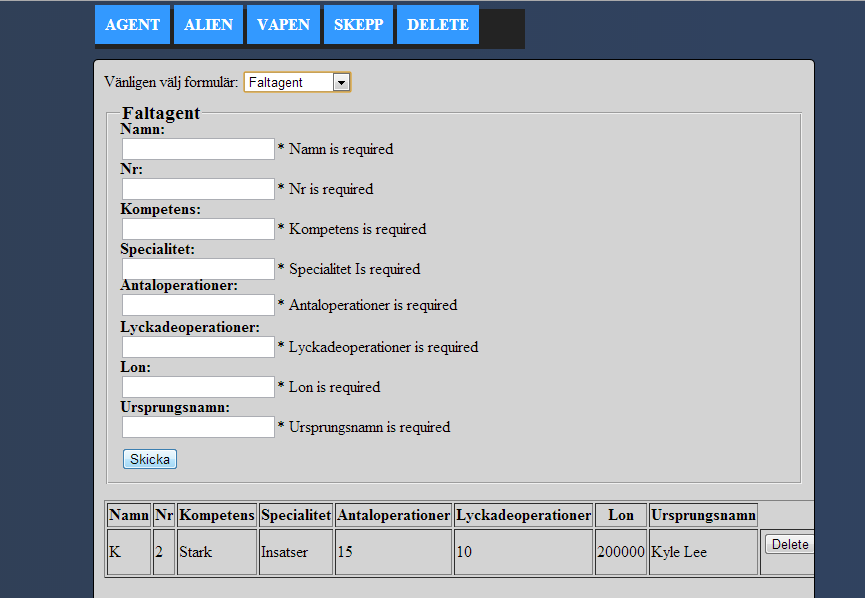 AGENT ALIEN VAPEN SKEPP DELETE
Vänligen välj formulär: Faltagent
Faltagent
Namn:
* Namn is required
Nr:
* Nr is required
Kompetens:
* Kompetens is required
Specialitet:
* Specialitet Is required
Antaloperationer:
* Antaloperationer is required
Lyckadeoperationer:
* Lyckadeoperationer is required
Lon:
* Lon is required
Ursprungsnamn:
* Ursprungsnamn is required
Skicka
Namn Nr Kompetens Specialitet Antaloperationer Lyckadeoperationer Lon Ursprungsnamn
K 2 Stark Insatser 15 10 200000 Kyle Lee Delete